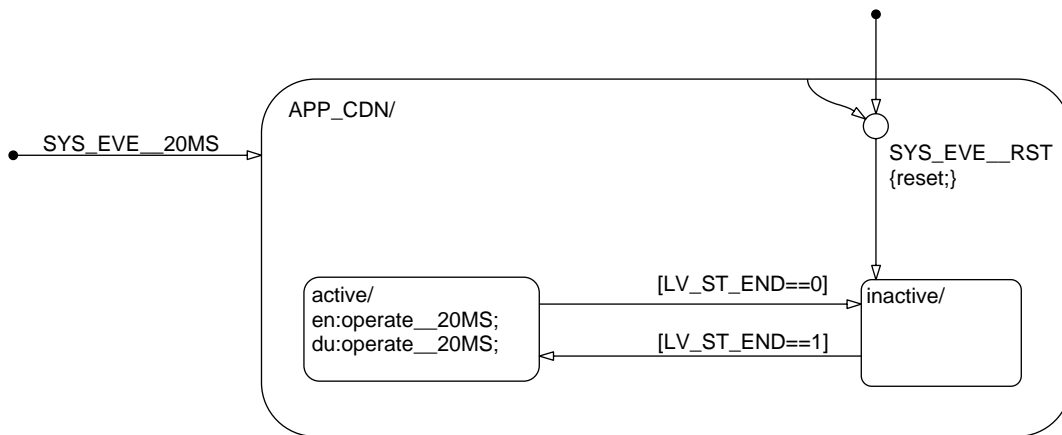 APP_CDN/
SYS_EVE__20MS
SYS_EVE__RST
{reset;}
active/
en:operate__20MS;
du:operate__20MS;
[LV_ST_END==0]
[LV_ST_END==1]
inactive/